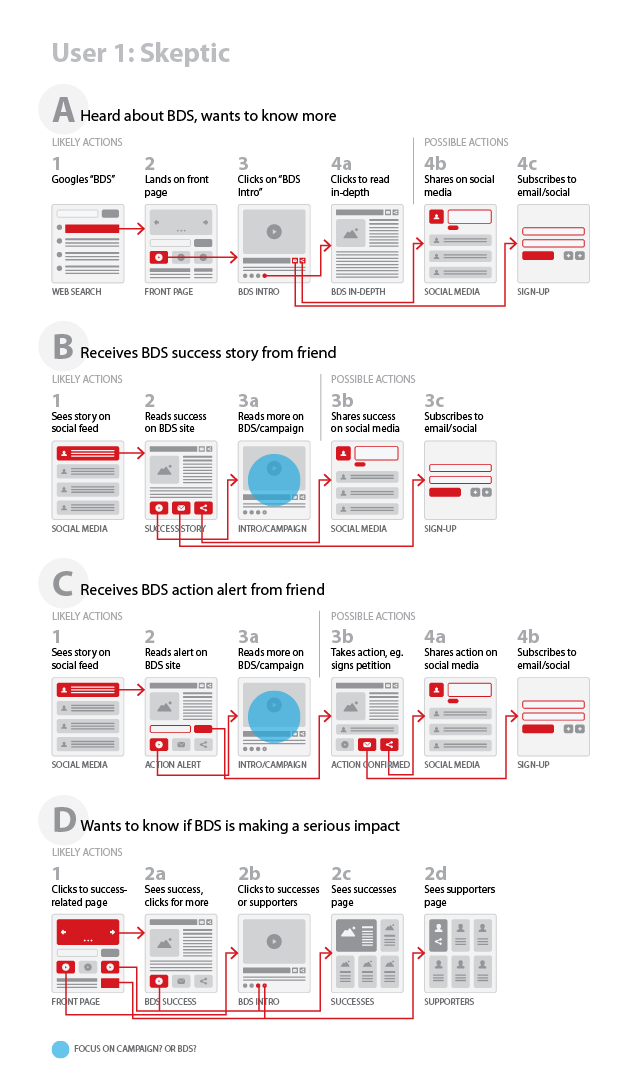 User 1: Skeptic
A Heard about BDS, wants to know more
LIKELY ACTIONS
POSSIBLE ACTIONS
1
2
3
4a
4b
4c
Googles “BDS”
Lands on front
page
Clicks on “BDS
Intro”
Clicks to read
in-depth
Shares on social
media
Subscribes to
email/social
WEB SEARCH
FRONT PAGE
BDS INTRO
BDS IN-DEPTH
SOCIAL MEDIA
SIGN-UP
B Receives BDS success story from friend
LIKELY ACTIONS
POSSIBLE ACTIONS
1
2
3a
3b
3c
Sees story on
social feed
Reads success
on BDS site
Reads more on
BDS/campaign
Shares success
on social media
Subscribes to
email/social
SOCIAL MEDIA
SUCCESS STORY
INTRO/CAMPAIGN
SOCIAL MEDIA
SIGN-UP
C Receives BDS action alert from friend
LIKELY ACTIONS
POSSIBLE ACTIONS
1
2
3a
3b
4a
4b
Sees story on
social feed
Reads alert on
BDS site
Reads more on
BDS/campaign
Takes action, eg.
signs petition
Shares action on
social media
Subscribes to
email/social
SOCIAL MEDIA
ACTION ALERT
INTRO/CAMPAIGN
ACTION CONFIRMED
SOCIAL MEDIA
SIGN-UP
D Wants to know if BDS is making a serious impact
LIKELY ACTIONS
1
2a
2b
2c
2d
Clicks to success-
related page
Sees success,
clicks for more
Clicks to successes
or supporters
Sees successes
page
Sees supporters
page
FRONT PAGE
BDS SUCCESS
BDS INTRO
SUCCESSES
SUPPORTERS
FOCUS ON CAMPAIGN? OR BDS?